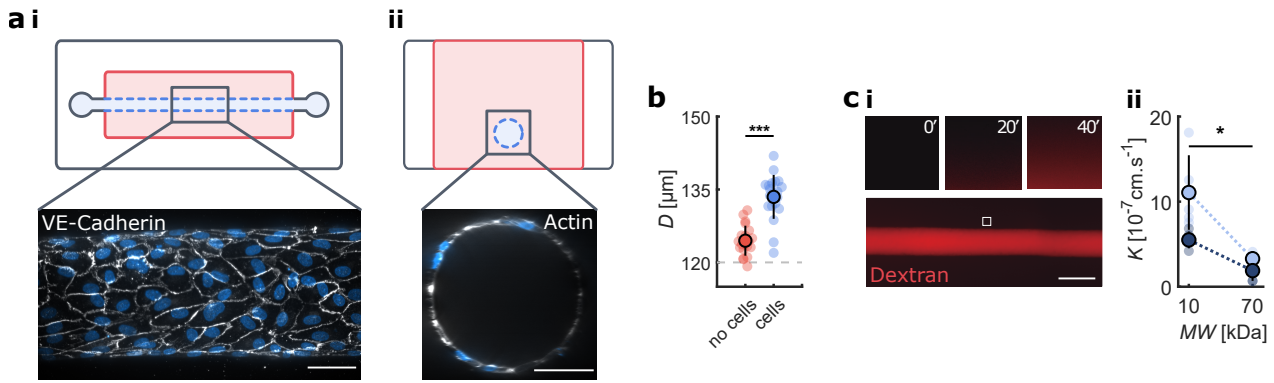 a i
ii
VE-Cadherin
Actin
b
150
135
120
D [µm]
***
no cells
cells
c i
0′
20′
40′
Dextran
ii
20
10
0
K [10⁻⁷cm.s⁻¹]
*
10
70
MW [kDa]